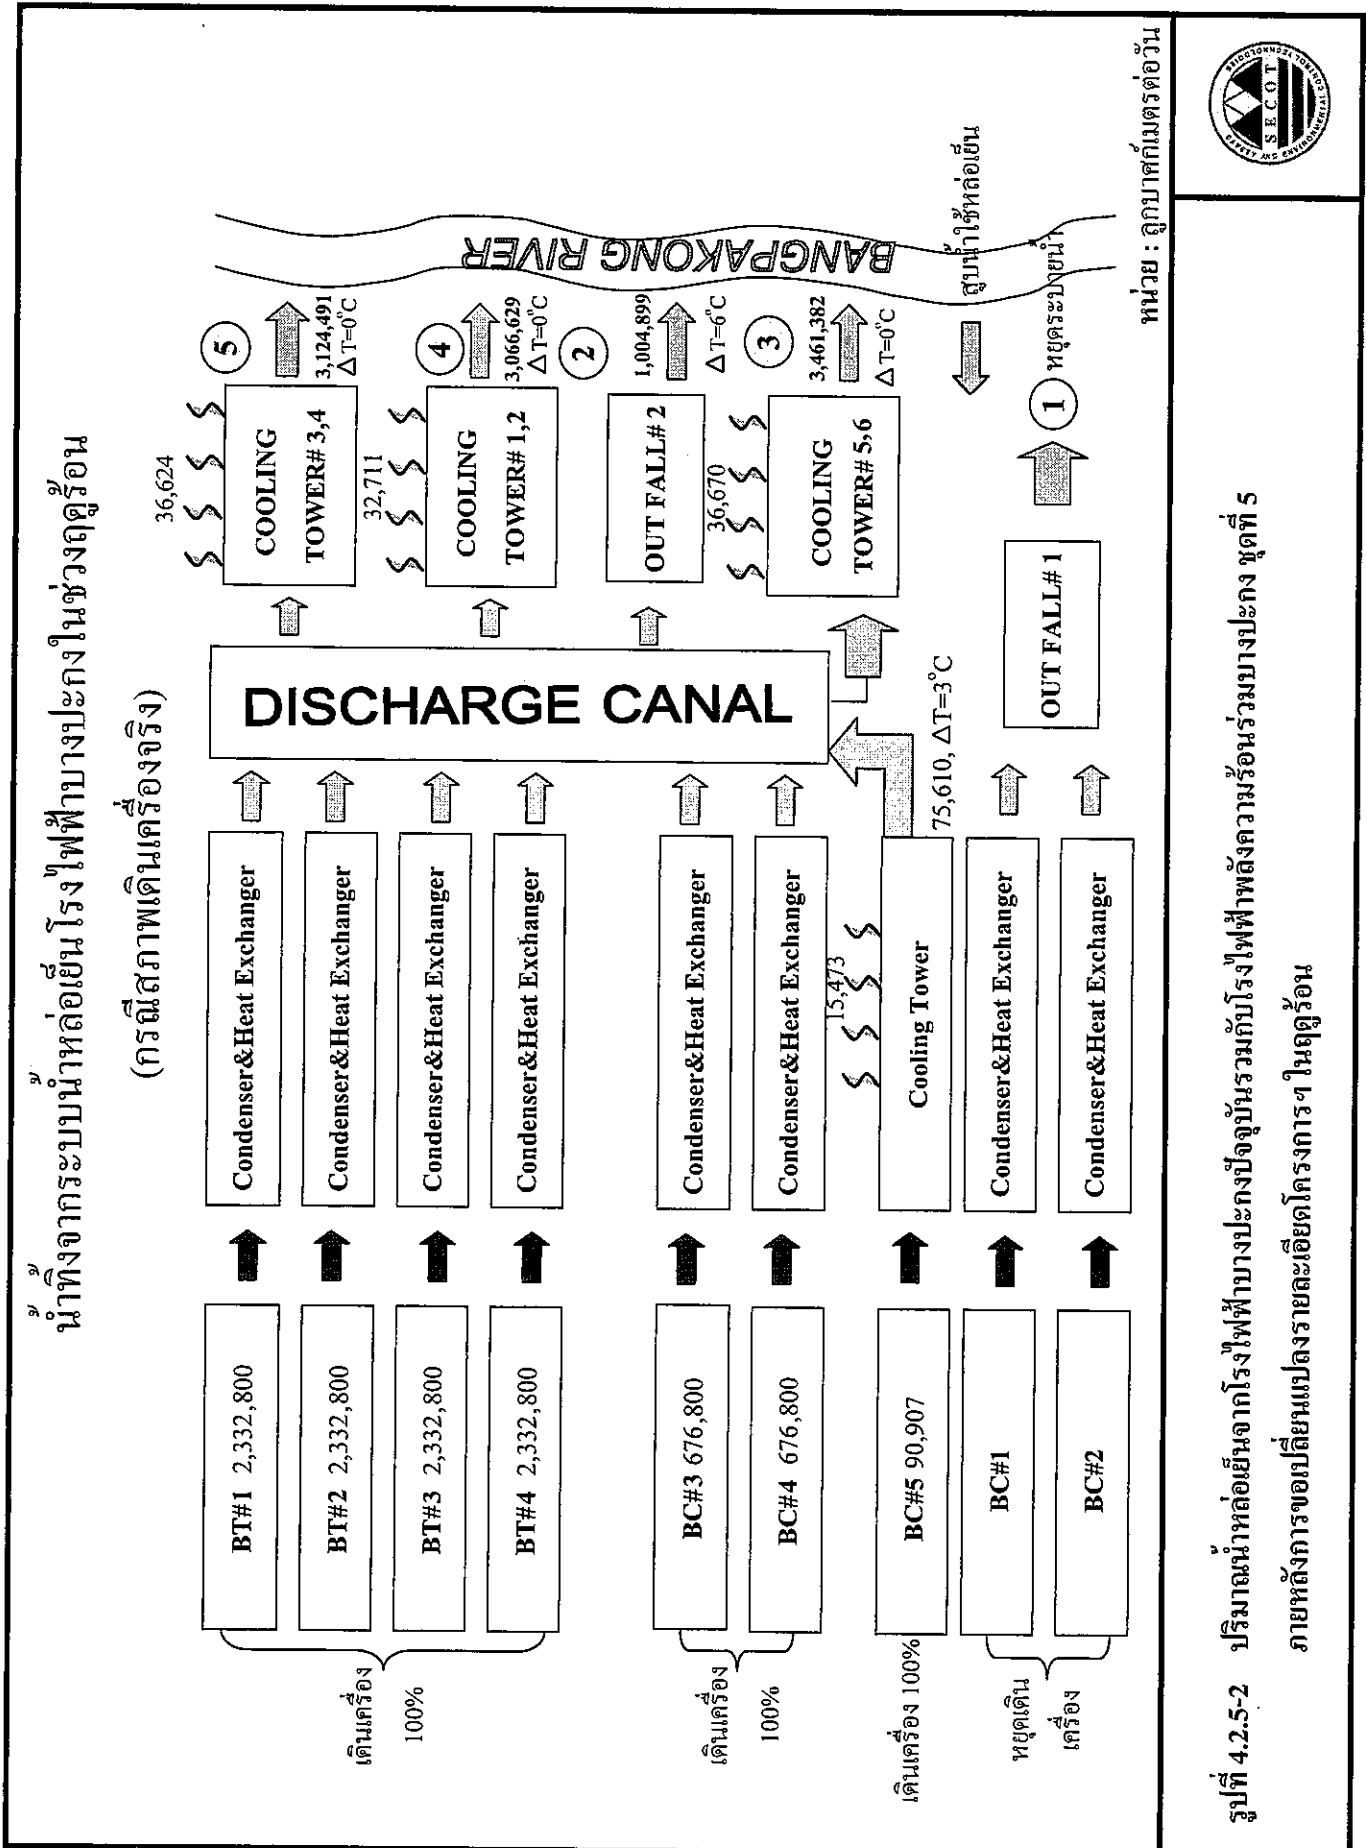 น้ำทิ้งจากระบบน้ำหล่อเย็นโรงไฟฟ้าบางปะกงในช่วงฤดูร้อน
(กรณีสภาพเดินเครื่องจริง)
เดินเครื่อง
100%
BT#1 2,332,800
Condenser&Heat Exchanger
BT#2 2,332,800
Condenser&Heat Exchanger
BT#3 2,332,800
Condenser&Heat Exchanger
BT#4 2,332,800
Condenser&Heat Exchanger
เดินเครื่อง
100%
BC#3 676,800
Condenser&Heat Exchanger
BC#4 676,800
Condenser&Heat Exchanger
เดินเครื่อง 100%
BC#5 90,907
15,473
Cooling Tower
75,610, ΔT=3°C
หยุดเดิน
เครื่อง
BC#1
Condenser&Heat Exchanger
BC#2
Condenser&Heat Exchanger
DISCHARGE CANAL
36,624
COOLING
TOWER# 3,4
5
3,124,491
ΔT=0°C
32,711
COOLING
TOWER# 1,2
4
3,066,629
ΔT=0°C
OUT FALL# 2
2
1,004,899
ΔT=6°C
36,670
COOLING
TOWER# 5,6
3
3,461,382
ΔT=0°C
BANGPAKONG RIVER
สูบน้ำใช้หล่อเย็น
OUT FALL# 1
1
หยุดระบายน้ำ
หน่วย : ลูกบาศก์เมตรต่อวัน
รูปที่ 4.2.5-2 ปริมาณน้ำหล่อเย็นจากโรงไฟฟ้าบางปะกงปัจจุบันรวมกับโรงไฟฟ้าพลังความร้อนร่วมบางปะกง ชุดที่ 5
ภายหลังการขอเปลี่ยนแปลงรายละเอียดโครงการฯ ในฤดูร้อน
SECOT
SAFETY AND ENVIRONMENTAL CONTROL TECHNOLOGIES